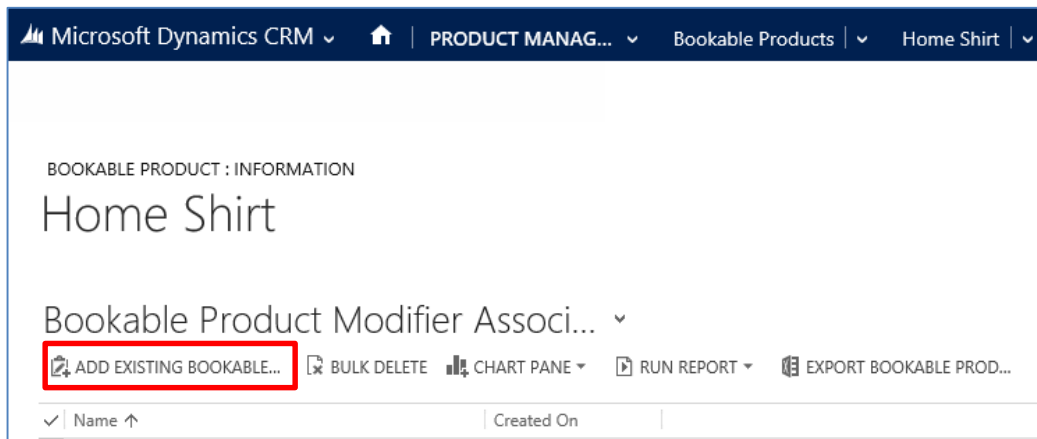 Microsoft Dynamics CRM PRODUCT MANAG... Bookable Products Home Shirt
BOOKABLE PRODUCT : INFORMATION
Home Shirt
Bookable Product Modifier Associ...
ADD EXISTING BOOKABLE... BULK DELETE CHART PANE RUN REPORT EXPORT BOOKABLE PROD...
Name ↑ Created On